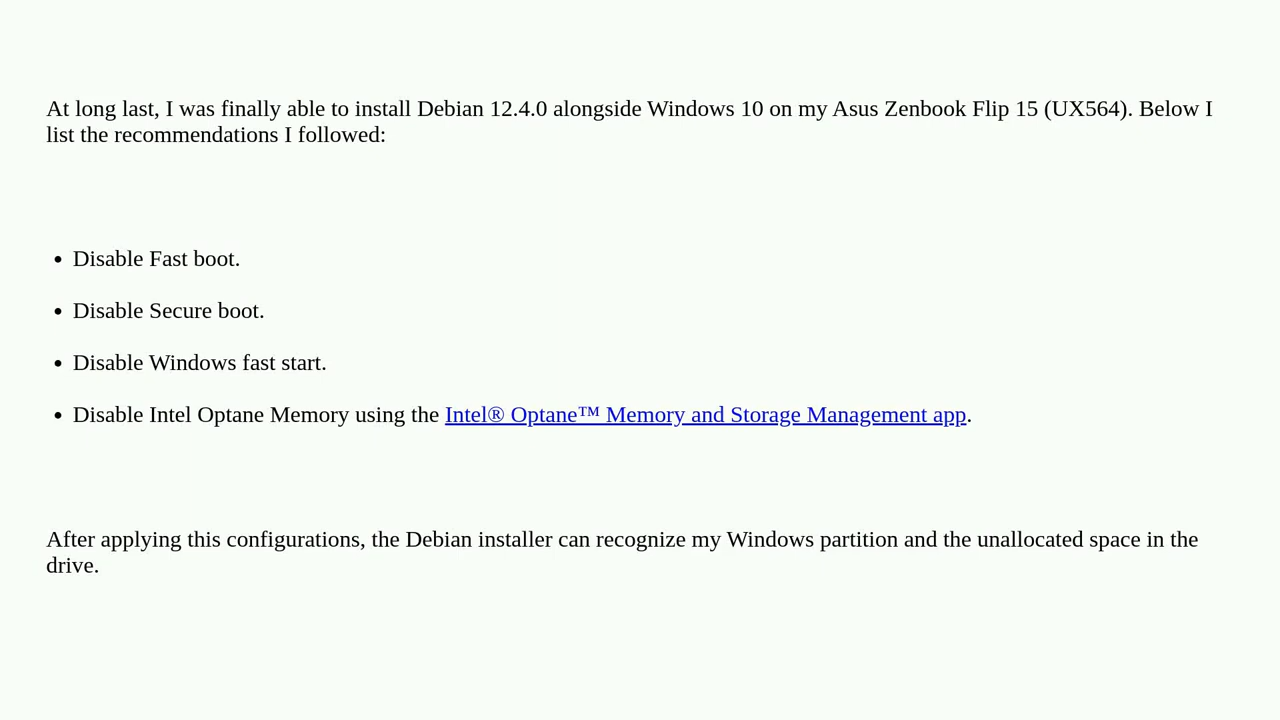 At long last, I was finally able to install Debian 12.4.0 alongside Windows 10 on my Asus Zenbook Flip 15 (UX564). Below I
list the recommendations I followed:
• Disable Fast boot.
• Disable Secure boot.
• Disable Windows fast start.
• Disable Intel Optane Memory using the Intel® Optane™ Memory and Storage Management app.
After applying this configurations, the Debian installer can recognize my Windows partition and the unallocated space in the
drive.